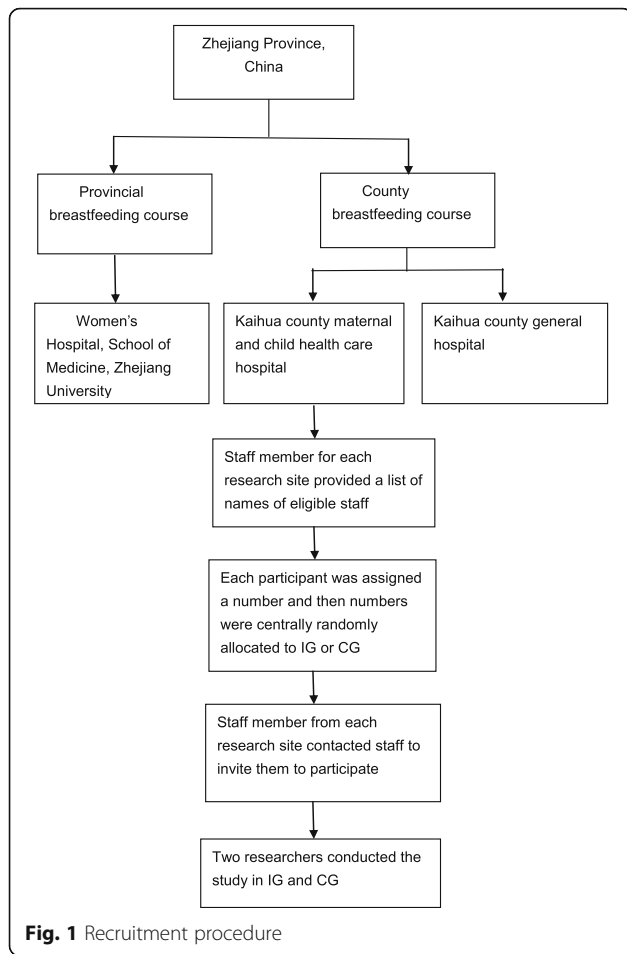 Zhejiang Province,
China
Provincial
breastfeeding course
County
breastfeeding course
Women's
Hospital, School of
Medicine, Zhejiang
University
Kaihua county maternal
and child health care
hospital
Kaihua county general
hospital
Staff member for each
research site provided a list of
names of eligible staff
Each participant was assigned
a number and then numbers
were centrally randomly
allocated to IG or CG
Staff member from each
research site contacted staff to
invite them to participate
Two researchers conducted the
study in IG and CG
Fig. 1 Recruitment procedure